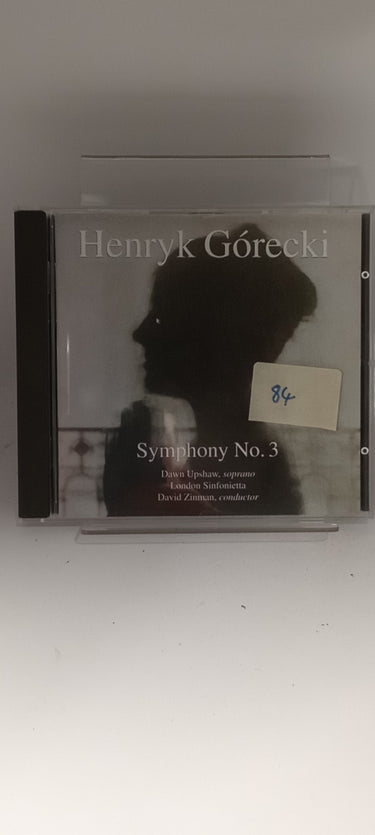 Henryk Górecki
84
Symphony No. 3
Dawn Upshaw, soprano
London Sinfonietta
David Zinman, conductor